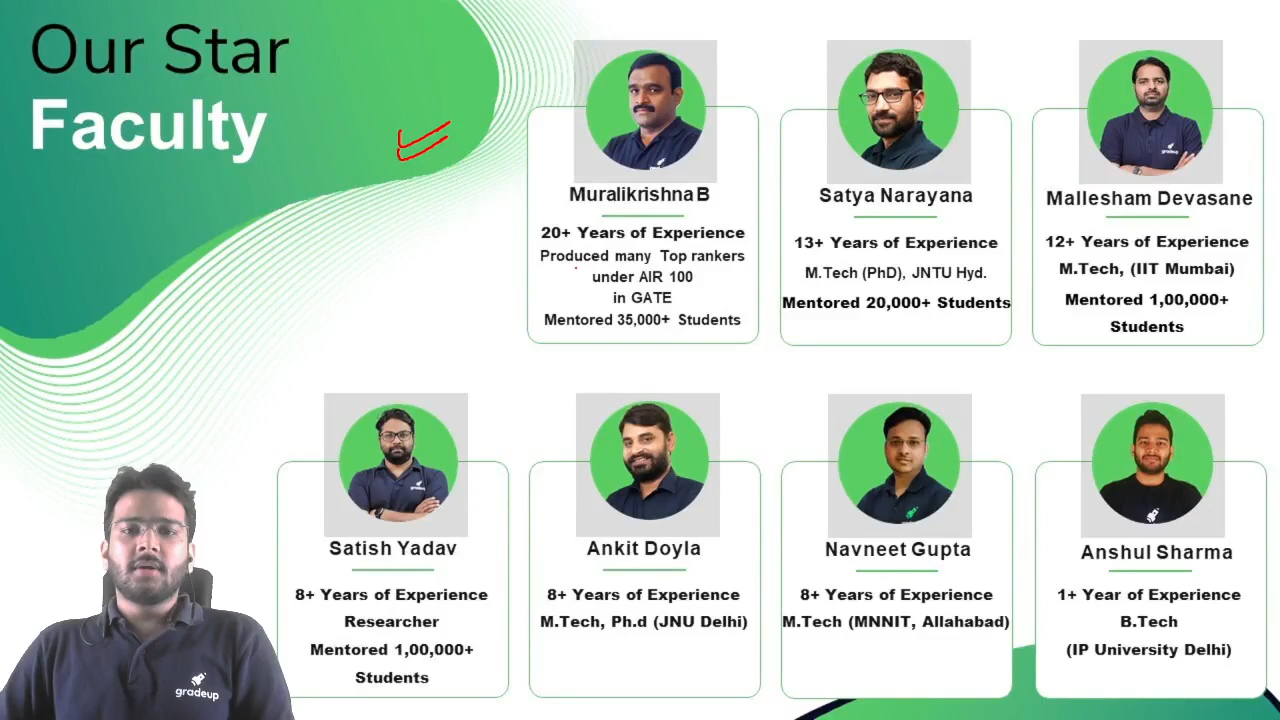 Our Star
Faculty
Muralikrishna B
20+ Years of Experience
Produced many Top rankers
under AIR 100
in GATE
Mentored 35,000+ Students
Satya Narayana
13+ Years of Experience
M.Tech (PhD), JNTU Hyd.
Mentored 20,000+ Students
gradeup
Mallesham Devasane
12+ Years of Experience
M.Tech, (IIT Mumbai)
Mentored 1,00,000+
Students
gradeup
Satish Yadav
8+ Years of Experience
Researcher
Mentored 1,00,000+
Students
Ankit Doyla
8+ Years of Experience
M.Tech, Ph.d (JNU Delhi)
Navneet Gupta
8+ Years of Experience
M.Tech (MNNIT, Allahabad)
Anshul Sharma
1+ Year of Experience
B.Tech
(IP University Delhi)
gradeup